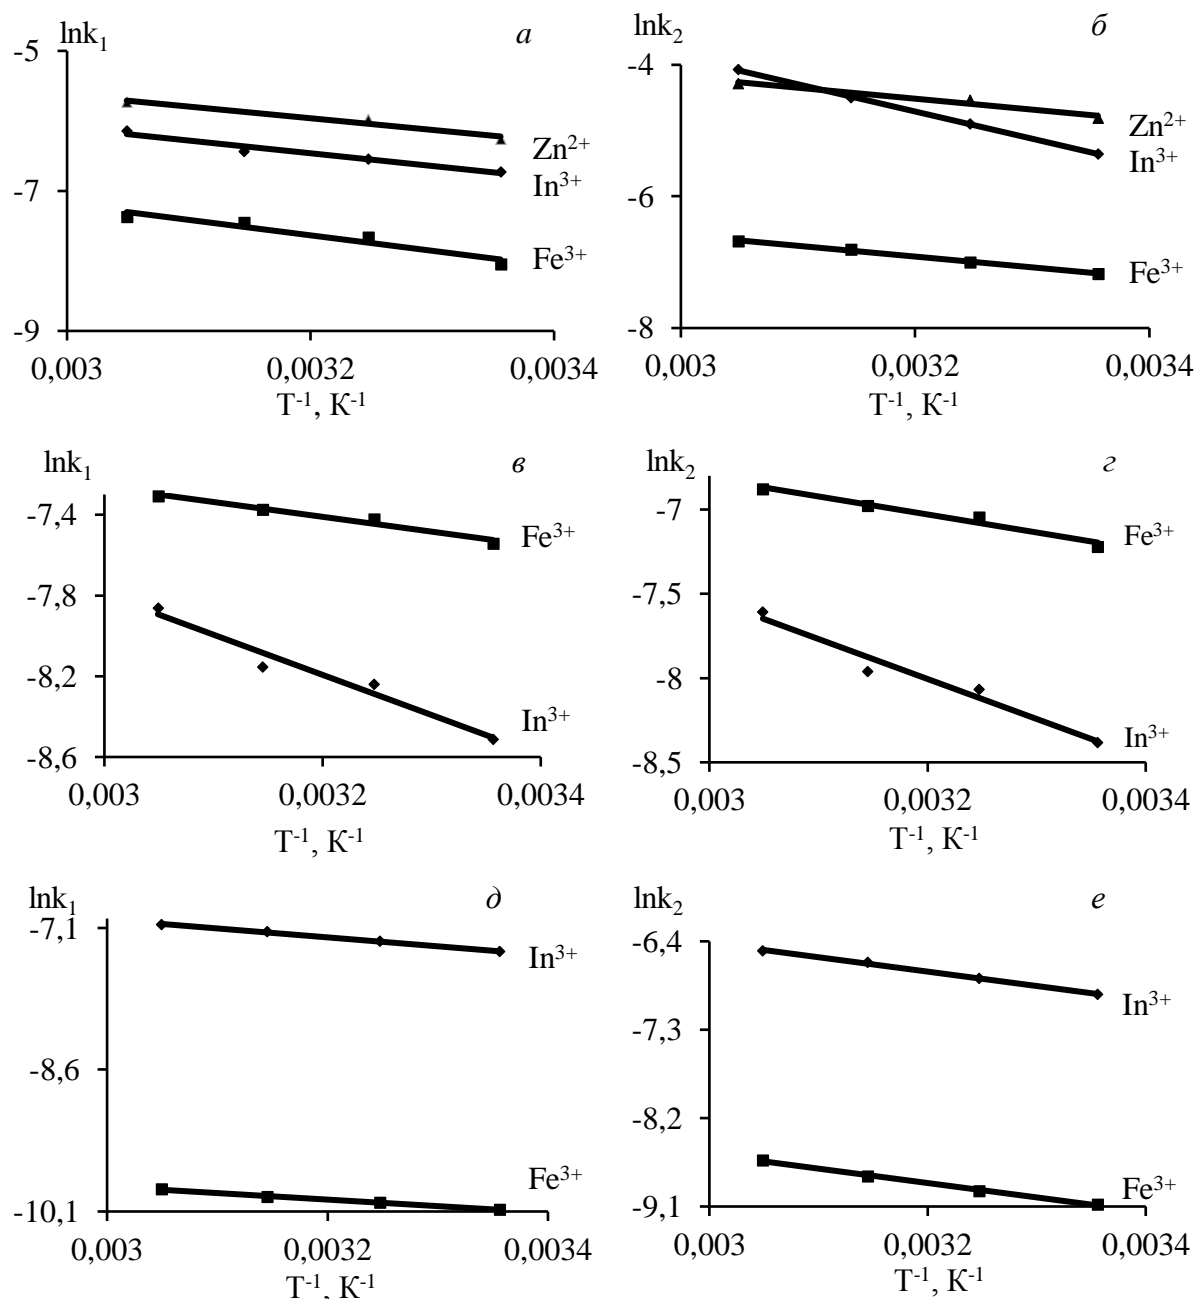 lnk₁ а
-5
Zn²⁺
In³⁺
-7
Fe³⁺
-9
0,003 0,0032 0,0034
T⁻¹, K⁻¹
lnk₂ б
-4
Zn²⁺
In³⁺
-6
Fe³⁺
-8
0,003 0,0032 0,0034
T⁻¹, K⁻¹
lnk₁ в
-7,4
Fe³⁺
-7,8
-8,2
In³⁺
-8,6
0,003 0,0032 0,0034
T⁻¹, K⁻¹
lnk₂ г
-7
Fe³⁺
-7,5
-8
In³⁺
-8,5
0,003 0,0032 0,0034
T⁻¹, K⁻¹
lnk₁ д
-7,1
In³⁺
-8,6
Fe³⁺
-10,1
0,003 0,0032 0,0034
T⁻¹, K⁻¹
lnk₂ е
-6,4
In³⁺
-7,3
-8,2
Fe³⁺
-9,1
0,003 0,0032 0,0034
T⁻¹, K⁻¹